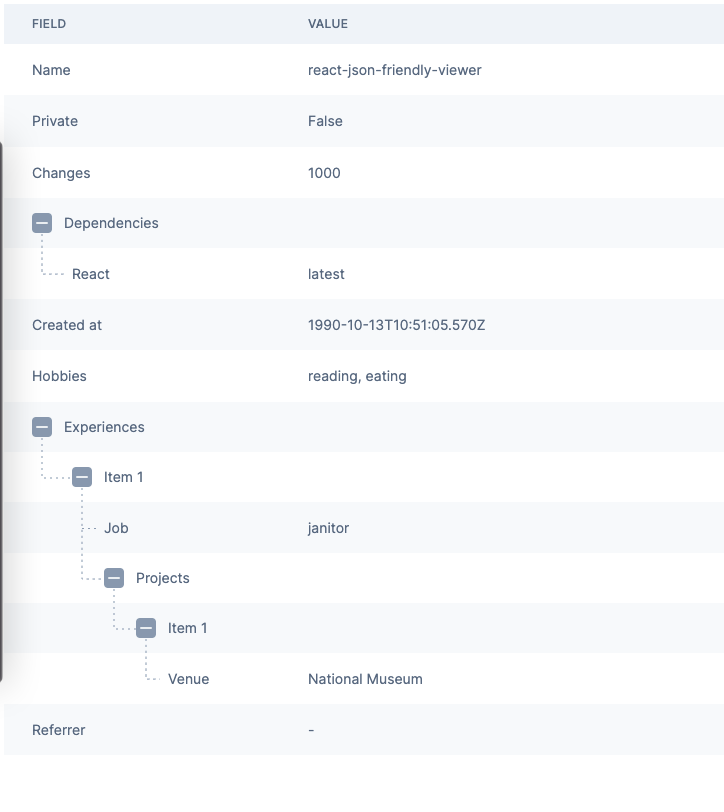 FIELD VALUE
Name react-json-friendly-viewer
Private False
Changes 1000
Dependencies
React latest
Created at 1990-10-13T10:51:05.570Z
Hobbies reading, eating
Experiences
Item 1
Job janitor
Projects
Item 1
Venue National Museum
Referrer -